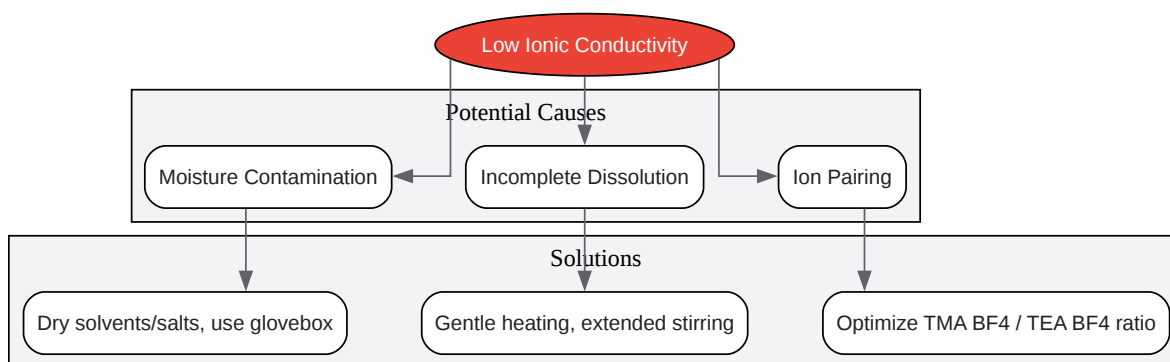 Low Ionic Conductivity
Potential Causes
Moisture Contamination
Incomplete Dissolution
Ion Pairing
Solutions
Dry solvents/salts, use glovebox
Gentle heating, extended stirring
Optimize TMA BF4 / TEA BF4 ratio